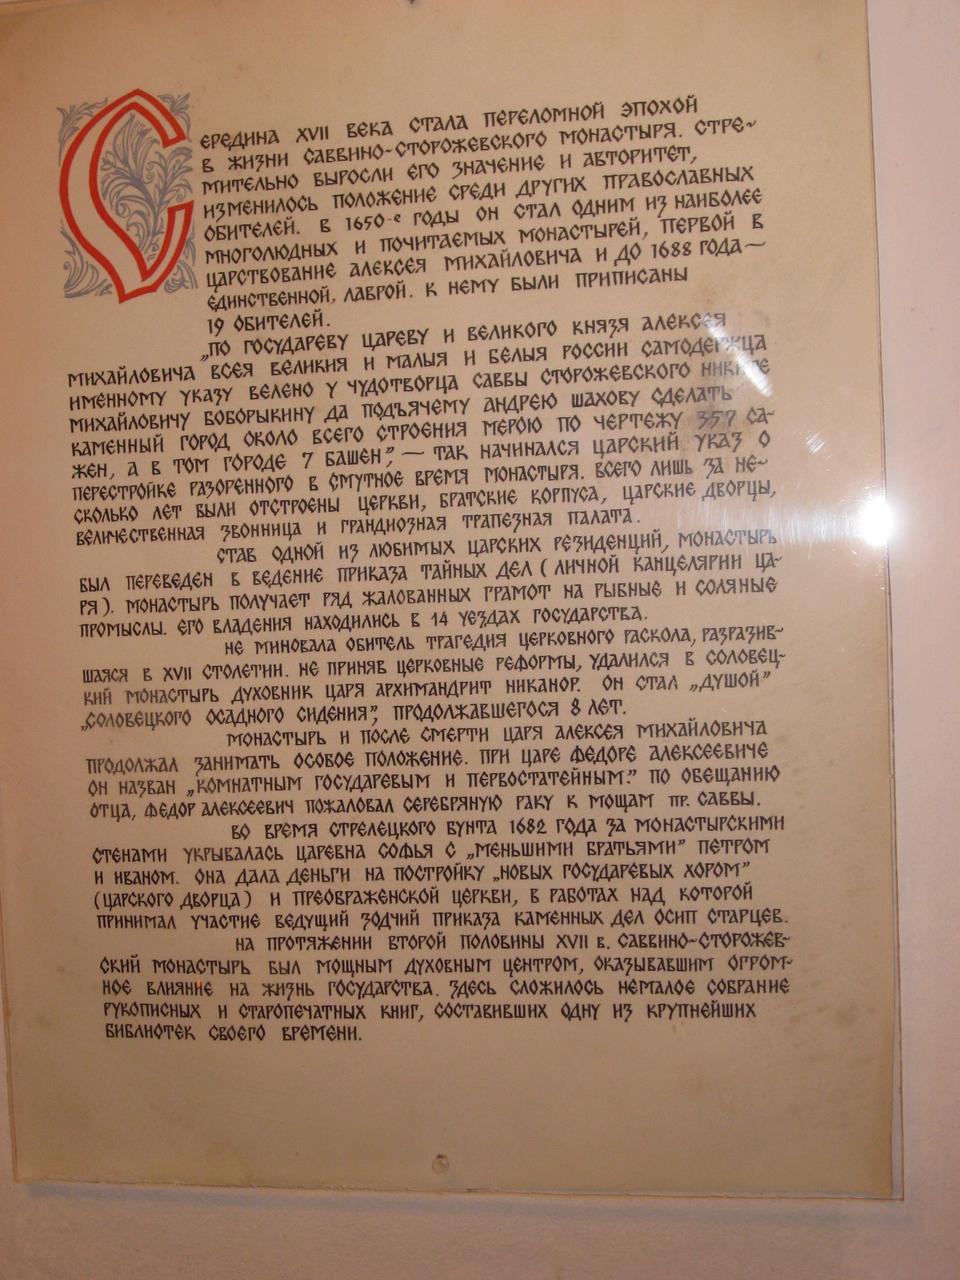 СЕРЕДИНА XVII ВЕКА СТАЛА ПЕРЕЛОМНОЙ ЭПОХОЙ
В ЖИЗНИ САВВИНО-СТОРОЖЕВСКОГО МОНАСТЫРЯ. СТРЕ-
МИТЕЛЬНО ВЫРОСЛИ ЕГО ЗНАЧЕНИЕ И АВТОРИТЕТ,
ИЗМЕНИЛОСЬ ПОЛОЖЕНИЕ СРЕДИ ДРУГИХ ПРАВОСЛАВНЫХ
ОБИТЕЛЕЙ. В 1650-е ГОДЫ ОН СТАЛ ОДНИМ ИЗ НАИБОЛЕЕ
МНОГОЛЮДНЫХ И ПОЧИТАЕМЫХ МОНАСТЫРЕЙ, ПЕРВОЙ В
ЦАРСТВОВАНИЕ АЛЕКСЕЯ МИХАЙЛОВИЧА И ДО 1688 ГОДА —
ЕДИНСТВЕННОЙ, ЛАВРОЙ. К НЕМУ БЫЛИ ПРИПИСАНЫ
19 ОБИТЕЛЕЙ.
„ПО ГОСУДАРЕВУ ЦАРЕВУ И ВЕЛИКОГО КНЯЗЯ АЛЕКСЕЯ
МИХАЙЛОВИЧА ВСЕЯ ВЕЛИКИЯ И МАЛЫЯ И БЕЛЫЯ РОССИИ САМОДЕРЖЦА
ИМЕННОМУ УКАЗУ ВЕЛЕНО У ЧУДОТВОРЦА САВВЫ СТОРОЖЕВСКОГО НИКИТЕ
МИХАЙЛОВИЧУ БОБОРЫКИНУ ДА ПОДЪЯЧЕМУ АНДРЕЮ ШАХОВУ СДЕЛАТЬ
КАМЕННЫЙ ГОРОД ОКОЛО ВСЕГО СТРОЕНИЯ МЕРОЮ ПО ЧЕРТЕЖУ 357 СА-
ЖЕН, А В ТОМ ГОРОДЕ 7 БАШЕН", — ТАК НАЧИНАЛСЯ ЦАРСКИЙ УКАЗ О
ПЕРЕСТРОЙКЕ РАЗОРЕННОГО В СМУТНОЕ ВРЕМЯ МОНАСТЫРЯ. ВСЕГО ЛИШЬ ЗА НЕ-
СКОЛЬКО ЛЕТ БЫЛИ ОТСТРОЕНЫ ЦЕРКВИ, БРАТСКИЕ КОРПУСА, ЦАРСКИЕ ДВОРЦЫ,
ВЕЛИЧЕСТВЕННАЯ ЗВОННИЦА И ГРАНДИОЗНАЯ ТРАПЕЗНАЯ ПАЛАТА.
СТАВ ОДНОЙ ИЗ ЛЮБИМЫХ ЦАРСКИХ РЕЗИДЕНЦИЙ, МОНАСТЫРЬ
БЫЛ ПЕРЕВЕДЕН В ВЕДЕНИЕ ПРИКАЗА ТАЙНЫХ ДЕЛ (ЛИЧНОЙ КАНЦЕЛЯРИИ ЦА-
РЯ). МОНАСТЫРЬ ПОЛУЧАЕТ РЯД ЖАЛОВАННЫХ ГРАМОТ НА РЫБНЫЕ И СОЛЯНЫЕ
ПРОМЫСЛЫ. ЕГО ВЛАДЕНИЯ НАХОДИЛИСЬ В 14 УЕЗДАХ ГОСУДАРСТВА.
НЕ МИНОВАЛА ОБИТЕЛЬ ТРАГЕДИЯ ЦЕРКОВНОГО РАСКОЛА, РАЗРАЗИВ-
ШАЯСЯ В XVII СТОЛЕТИИ. НЕ ПРИНЯВ ЦЕРКОВНЫЕ РЕФОРМЫ, УДАЛИЛСЯ В СОЛОВЕЦ-
КИЙ МОНАСТЫРЬ ДУХОВНИК ЦАРЯ АРХИМАНДРИТ НИКАНОР. ОН СТАЛ „ДУШОЙ"
„СОЛОВЕЦКОГО ОСАДНОГО СИДЕНИЯ", ПРОДОЛЖАВШЕГОСЯ 8 ЛЕТ.
МОНАСТЫРЬ И ПОСЛЕ СМЕРТИ ЦАРЯ АЛЕКСЕЯ МИХАЙЛОВИЧА
ПРОДОЛЖАЛ ЗАНИМАТЬ ОСОБОЕ ПОЛОЖЕНИЕ. ПРИ ЦАРЕ ФЕДОРЕ АЛЕКСЕЕВИЧЕ
ОН НАЗВАН „КОМНАТНЫМ ГОСУДАРЕВЫМ И ПЕРВОСТАТЕЙНЫМ." ПО ОБЕЩАНИЮ
ОТЦА, ФЕДОР АЛЕКСЕЕВИЧ ПОЖАЛОВАЛ СЕРЕБРЯНУЮ РАКУ К МОЩАМ ПР. САВВЫ.
ВО ВРЕМЯ СТРЕЛЕЦКОГО БУНТА 1682 ГОДА ЗА МОНАСТЫРСКИМИ
СТЕНАМИ УКРЫВАЛАСЬ ЦАРЕВНА СОФЬЯ С „МЕНЬШИМИ БРАТЬЯМИ" ПЕТРОМ
И ИВАНОМ. ОНА ДАЛА ДЕНЬГИ НА ПОСТРОЙКУ „НОВЫХ ГОСУДАРЕВЫХ ХОРОМ"
(ЦАРСКОГО ДВОРЦА) И ПРЕОБРАЖЕНСКОЙ ЦЕРКВИ, В РАБОТАХ НАД КОТОРОЙ
ПРИНИМАЛ УЧАСТИЕ ВЕДУЩИЙ ЗОДЧИЙ ПРИКАЗА КАМЕННЫХ ДЕЛ ОСИП СТАРЦЕВ.
НА ПРОТЯЖЕНИИ ВТОРОЙ ПОЛОВИНЫ XVII В. САВВИНО-СТОРОЖЕВ-
СКИЙ МОНАСТЫРЬ БЫЛ МОЩНЫМ ДУХОВНЫМ ЦЕНТРОМ, ОКАЗЫВАВШИМ ОГРОМ-
НОЕ ВЛИЯНИЕ НА ЖИЗНЬ ГОСУДАРСТВА. ЗДЕСЬ СЛОЖИЛОСЬ НЕМАЛОЕ СОБРАНИЕ
РУКОПИСНЫХ И СТАРОПЕЧАТНЫХ КНИГ, СОСТАВИВШИХ ОДНУ ИЗ КРУПНЕЙШИХ
БИБЛИОТЕК СВОЕГО ВРЕМЕНИ.